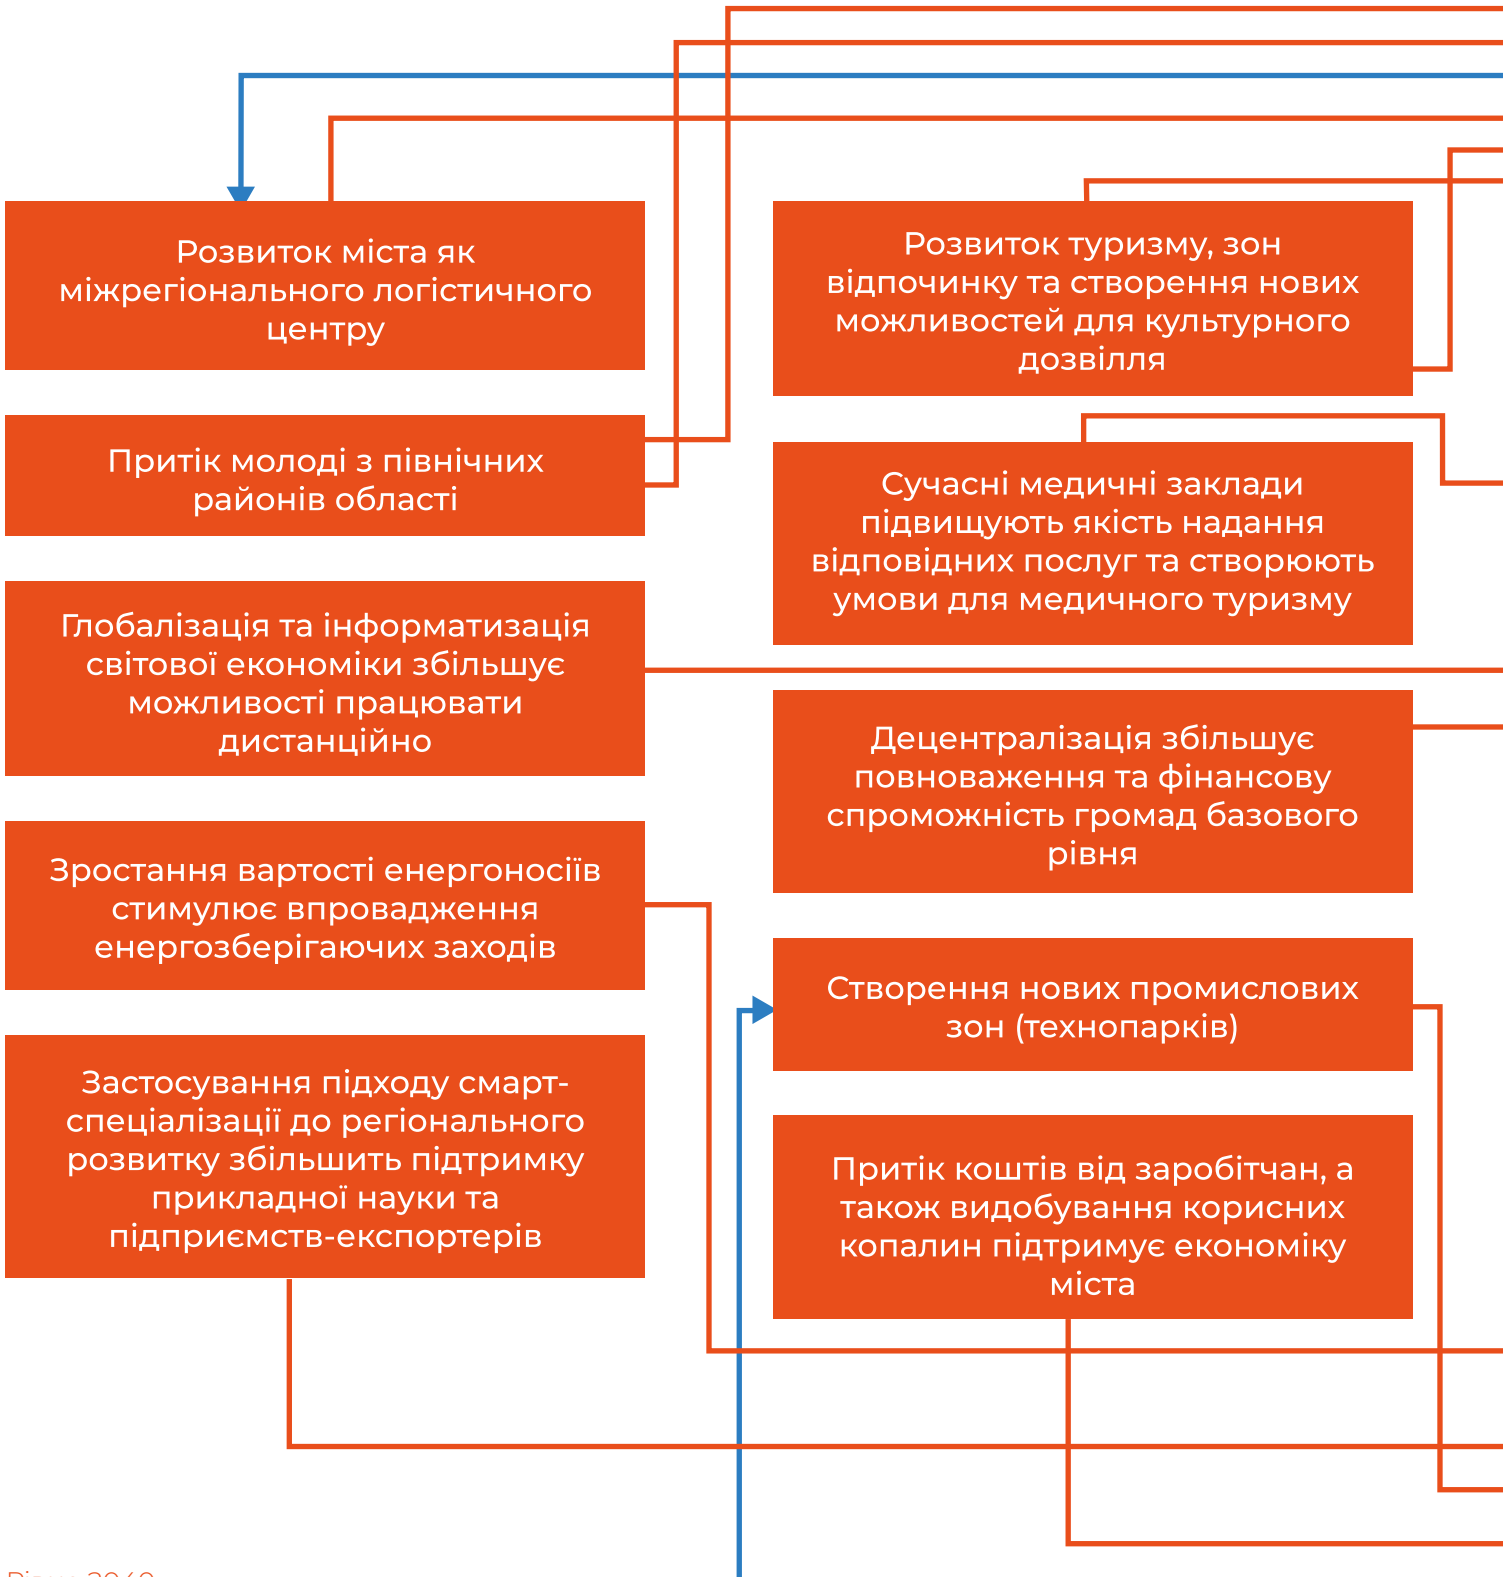 Розвиток міста як
міжрегіонального логістичного
центру
Притік молоді з північних
районів області
Глобалізація та інформатизація
світової економіки збільшує
можливості працювати
дистанційно
Зростання вартості енергоносіїв
стимулює впровадження
енергозберігаючих заходів
Застосування підходу смарт-
спеціалізації до регіонального
розвитку збільшить підтримку
прикладної науки та
підприємств-експортерів
Розвиток туризму, зон
відпочинку та створення нових
можливостей для культурного
дозвілля
Сучасні медичні заклади
підвищують якість надання
відповідних послуг та створюють
умови для медичного туризму
Децентралізація збільшує
повноваження та фінансову
спроможність громад базового
рівня
Створення нових промислових
зон (технопарків)
Притік коштів від заробітчан, а
також видобування корисних
копалин підтримує економіку
міста